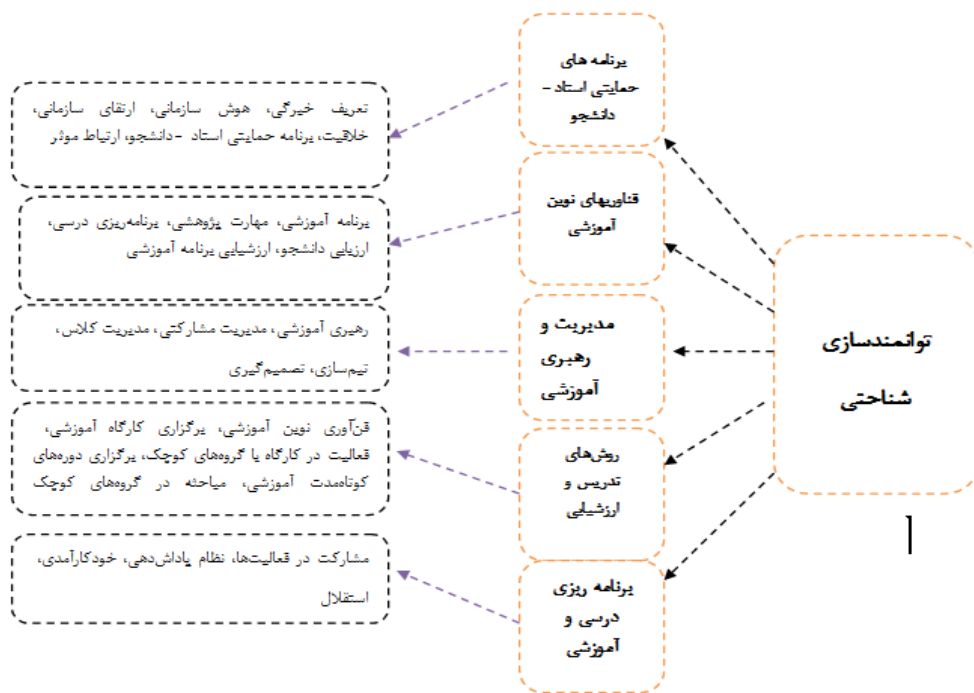 توانمندسازی
شناختی
برنامه های
حمایتی استاد –
دانشجو
فناوریهای نوین
آموزشی
مدیریت و
رهبری
آموزشی
روش‌های
تدریس و
ارزشیایی
برنامه ریزی
درسی و
آموزشی
تعریف خبرگی، هوش سازمانی، ارتقای سازمانی،
خلاقیت، برنامه حمایتی استاد –دانشجو، ارتباط موثر
برنامه آموزشی، مهارت پژوهشی، برنامه‌ریزی درسی،
ارزیابی دانشجو، ارزشیابی برنامه آموزشی
رهبری آموزشی، مدیریت مشارکتی، مدیریت کلاس،
تیم‌سازی، تصمیم‌گیری
فن‌آوری نوین آموزشی، برگزاری کارگاه آموزشی،
فعالیت در کارگاه یا گروه‌های کوچک، برگزاری دوره‌های
کوتاه‌مدت آموزشی، مباحثه در گروه‌های کوچک
مشارکت در فعالیت‌ها، نظام پاداش‌دهی، خودکارآمدی،
استقلال